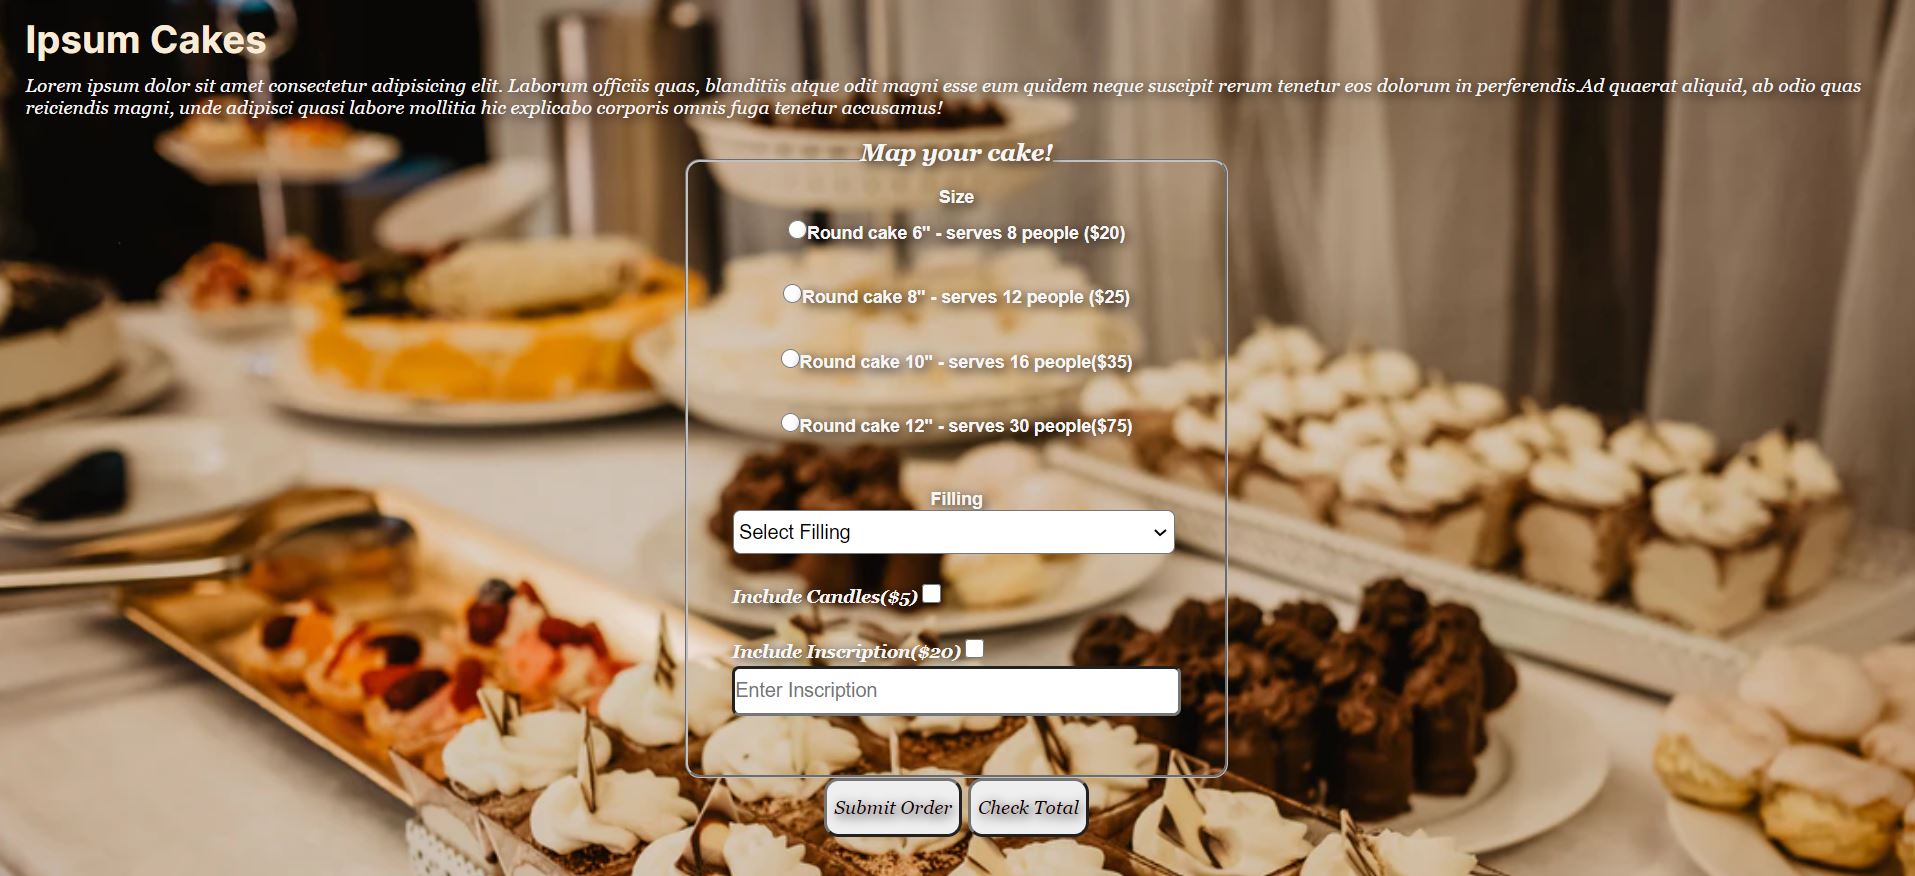 Ipsum Cakes
Lorem ipsum dolor sit amet consectetur adipisicing elit. Laborum officiis quas, blanditiis atque odit magni esse eum quidem neque suscipit rerum tenetur eos dolorum in perferendis.Ad quaerat aliquid, ab odio quas
reiciendis magni, unde adipisci quasi labore mollitia hic explicabo corporis omnis fuga tenetur accusamus!
Map your cake!
Size
Round cake 6" - serves 8 people ($20)
Round cake 8" - serves 12 people ($25)
Round cake 10" - serves 16 people($35)
Round cake 12" - serves 30 people($75)
Filling
Select Filling
Include Candles($5)
Include Inscription($20)
Enter Inscription
Submit Order Check Total